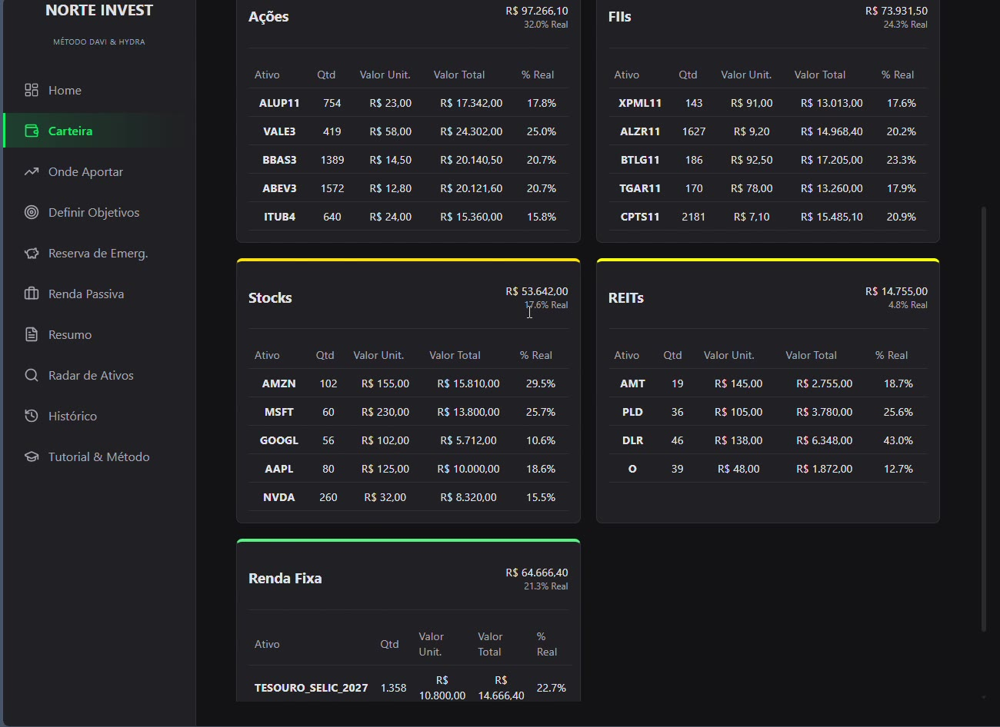 NORTE INVEST
MÉTODO DAVI & HYDRA
Home
Carteira
Onde Aportar
Definir Objetivos
Reserva de Emerg.
Renda Passiva
Resumo
Radar de Ativos
Histórico
Tutorial & Método
Ações
R$ 97.266,10
32.0% Real
Ativo Qtd Valor Unit. Valor Total % Real
ALUP11 754 R$ 23,00 R$ 17.342,00 17.8%
VALE3 419 R$ 58,00 R$ 24.302,00 25.0%
BBAS3 1389 R$ 14,50 R$ 20.140,50 20.7%
ABEV3 1572 R$ 12,80 R$ 20.121,60 20.7%
ITUB4 640 R$ 24,00 R$ 15.360,00 15.8%
FIIs
R$ 73.931,50
24.3% Real
Ativo Qtd Valor Unit. Valor Total % Real
XPML11 143 R$ 91,00 R$ 13.013,00 17.6%
ALZR11 1627 R$ 9,20 R$ 14.968,40 20.2%
BTLG11 186 R$ 92,50 R$ 17.205,00 23.3%
TGAR11 170 R$ 78,00 R$ 13.260,00 17.9%
CPTS11 2181 R$ 7,10 R$ 15.485,10 20.9%
Stocks
R$ 53.642,00
17.6% Real
Ativo Qtd Valor Unit. Valor Total % Real
AMZN 102 R$ 155,00 R$ 15.810,00 29.5%
MSFT 60 R$ 230,00 R$ 13.800,00 25.7%
GOOGL 56 R$ 102,00 R$ 5.712,00 10.6%
AAPL 80 R$ 125,00 R$ 10.000,00 18.6%
NVDA 260 R$ 32,00 R$ 8.320,00 15.5%
REITs
R$ 14.755,00
4.8% Real
Ativo Qtd Valor Unit. Valor Total % Real
AMT 19 R$ 145,00 R$ 2.755,00 18.7%
PLD 36 R$ 105,00 R$ 3.780,00 25.6%
DLR 46 R$ 138,00 R$ 6.348,00 43.0%
O 39 R$ 48,00 R$ 1.872,00 12.7%
Renda Fixa
R$ 64.666,40
21.3% Real
Ativo Qtd Valor Unit. Valor Total % Real
TESOURO_SELIC_2027 1.358 R$ 10.800,00 R$ 14.666,40 22.7%